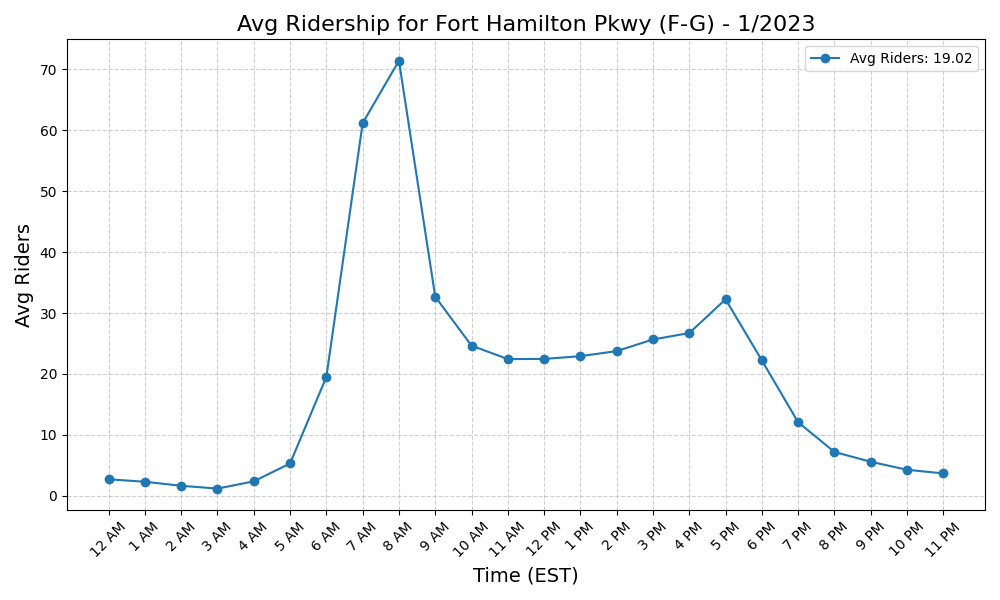 Avg Ridership for Fort Hamilton Pkwy (F-G) - 1/2023
Avg Riders: 19.02
Avg Riders
70
60
50
40
30
20
10
0
12 AM
1 AM
2 AM
3 AM
4 AM
5 AM
6 AM
7 AM
8 AM
9 AM
10 AM
11 AM
12 PM
1 PM
2 PM
3 PM
4 PM
5 PM
6 PM
7 PM
8 PM
9 PM
10 PM
11 PM
Time (EST)